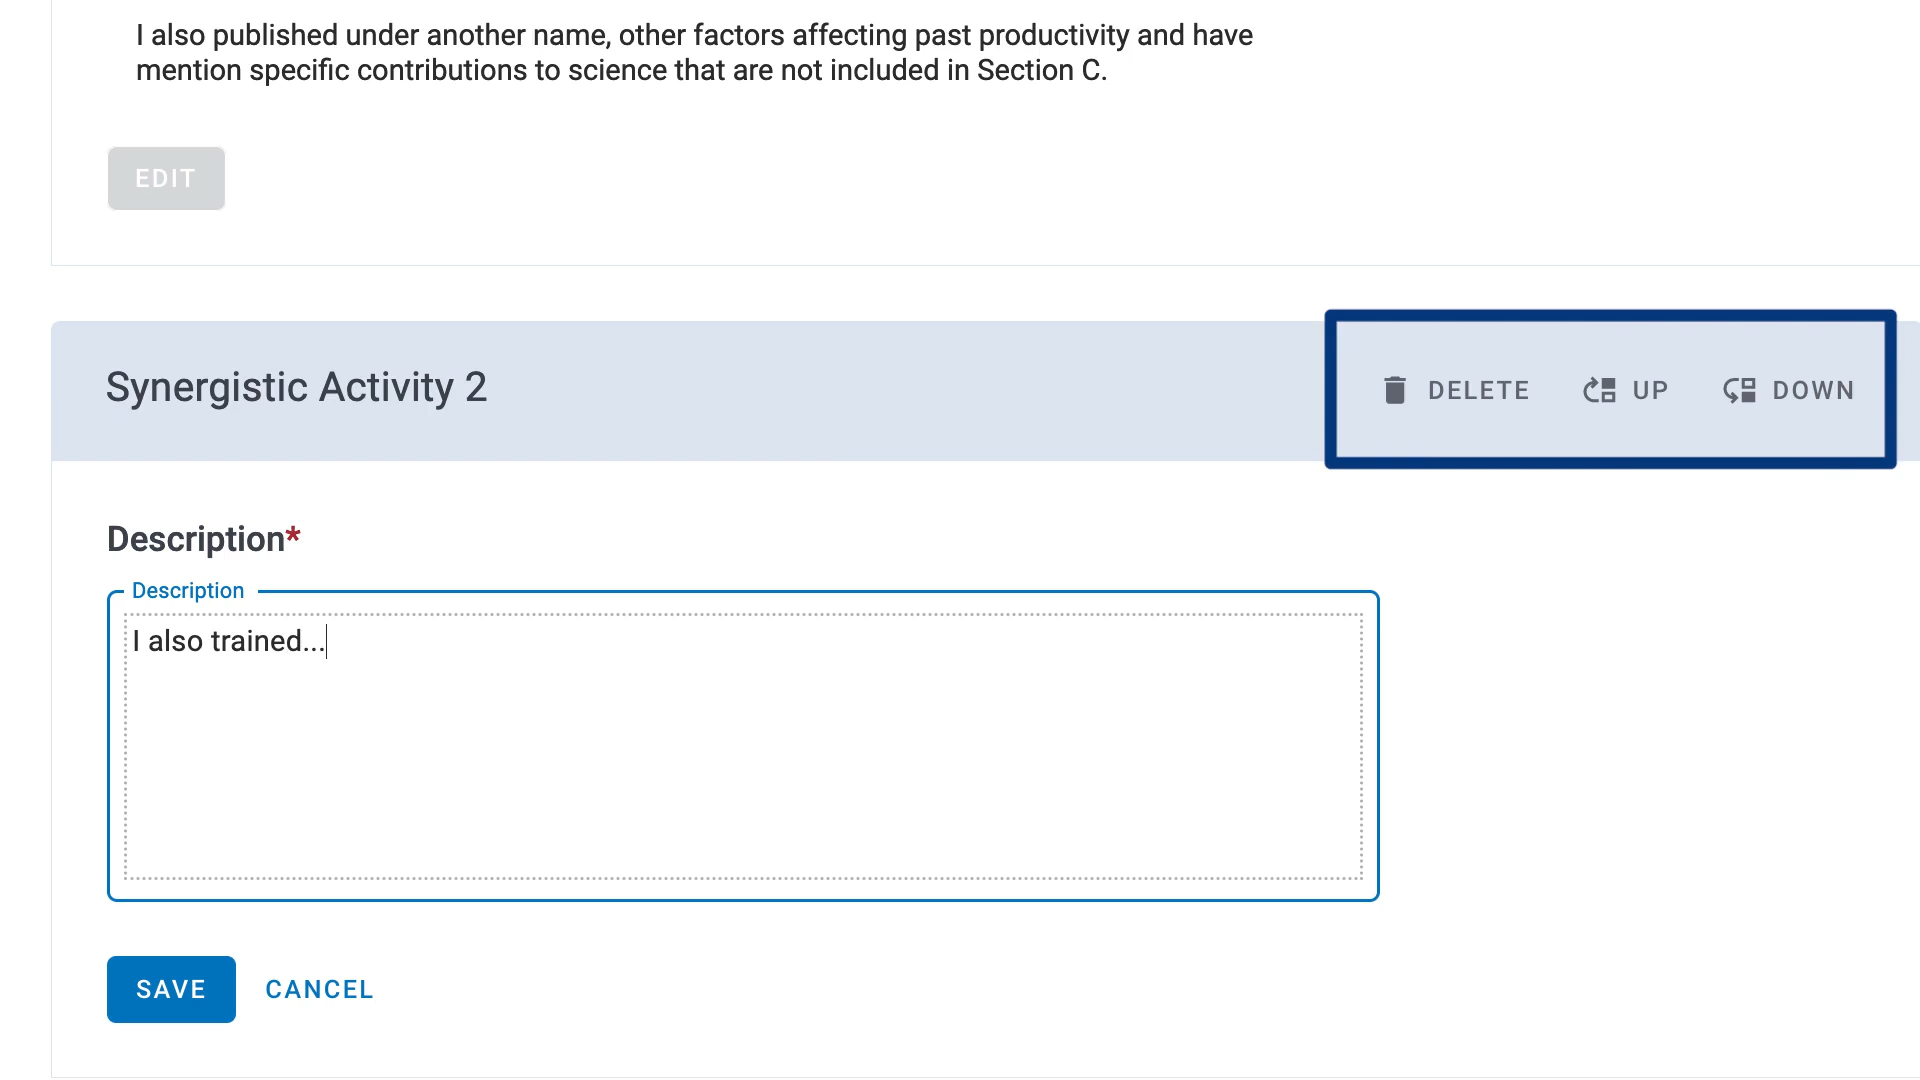 I also published under another name, other factors affecting past productivity and have
mention specific contributions to science that are not included in Section C.
EDIT
Synergistic Activity 2
DELETE UP DOWN
Description*
Description
I also trained...
SAVE CANCEL